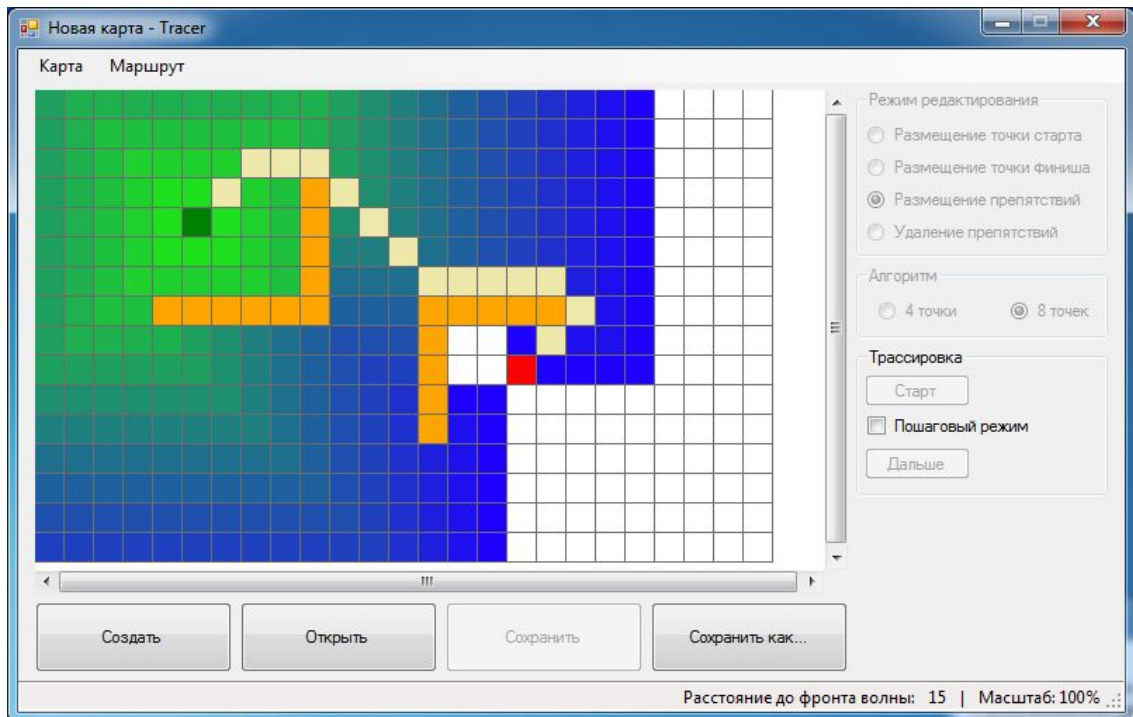 Новая карта - Tracer
Карта Маршрут
Режим редактирования
Размещение точки старта
Размещение точки финиша
Размещение препятствий
Удаление препятствий
Алгоритм
4 точки 8 точек
Трассировка
Старт
Пошаговый режим
Дальше
Создать Открыть Сохранить Сохранить как...
Расстояние до фронта волны: 15 | Масштаб: 100%